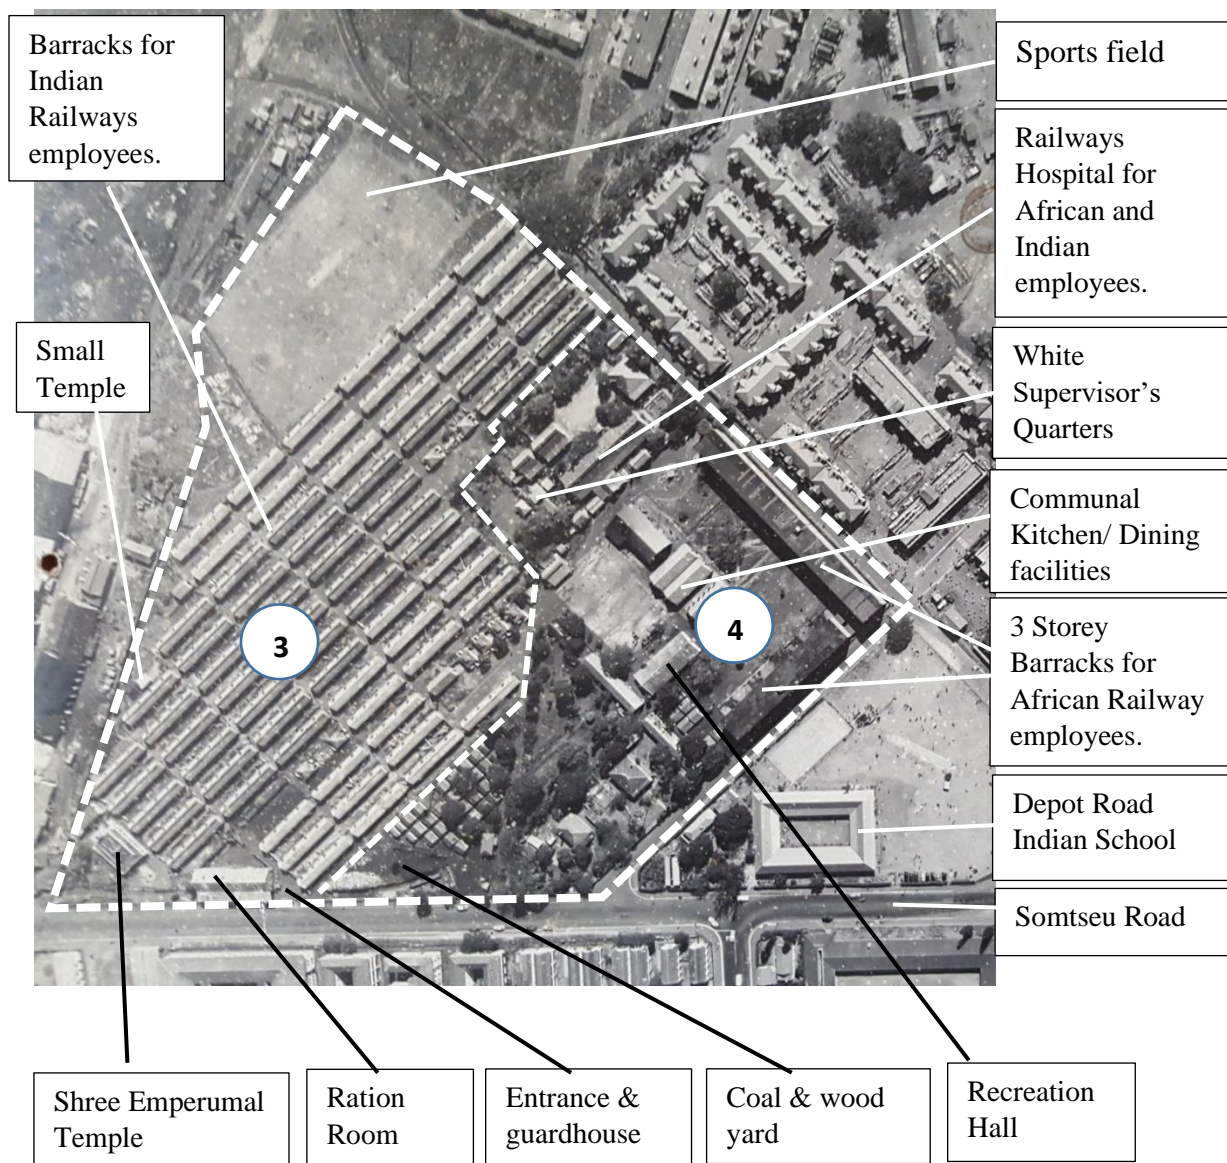 Barracks for
Indian
Railways
employees.
Small
Temple
Sports field
Railways
Hospital for
African and
Indian
employees.
White
Supervisor’s
Quarters
Communal
Kitchen/ Dining
facilities
3 Storey
Barracks for
African Railway
employees.
Depot Road
Indian School
Somtseu Road
3
4
Shree Emperumal
Temple
Ration
Room
Entrance &
guardhouse
Coal & wood
yard
Recreation
Hall